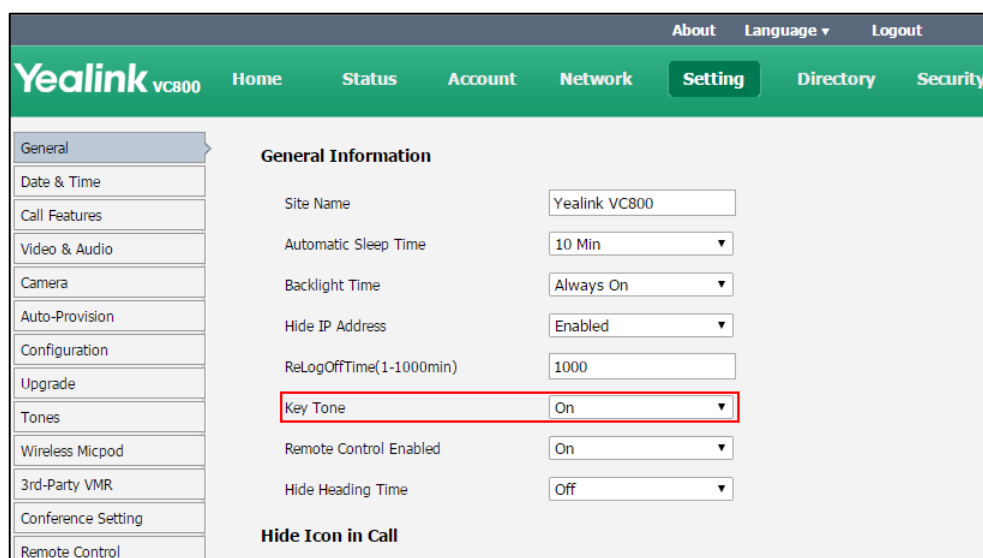 About Language ▾ Logout
Yealink VC800 Home Status Account Network Setting Directory Security
General
Date & Time
Call Features
Video & Audio
Camera
Auto-Provision
Configuration
Upgrade
Tones
Wireless Micpod
3rd-Party VMR
Conference Setting
Remote Control
General Information
Site Name Yealink VC800
Automatic Sleep Time 10 Min
Backlight Time Always On
Hide IP Address Enabled
ReLogOffTime(1-1000min) 1000
Key Tone On
Remote Control Enabled On
Hide Heading Time Off
Hide Icon in Call